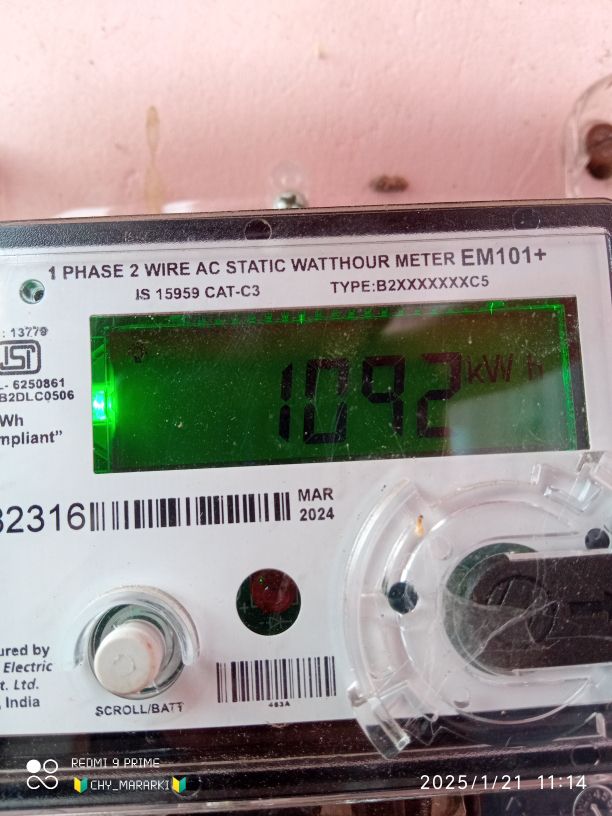 1 PHASE 2 WIRE AC STATIC WATTHOUR METER EM101+
IS 15959 CAT-C3 TYPE:B2XXXXXXXC5
: 13779
ISI
L- 6250861
B2DLC0506
Wh
mpliant"
1092 kWh
32316
MAR
2024
ured by
Electric
t. Ltd.
, India
SCROLL/BATT
463A
REDMI 9 PRIME
CHY_MARARKI
2025/1/21 11:14